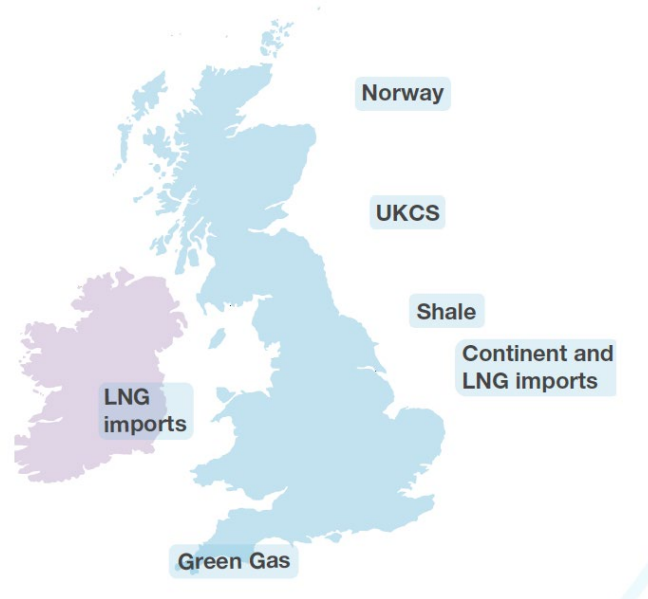 Norway
UKCS
Shale
Continent and
LNG imports
LNG
imports
Green Gas